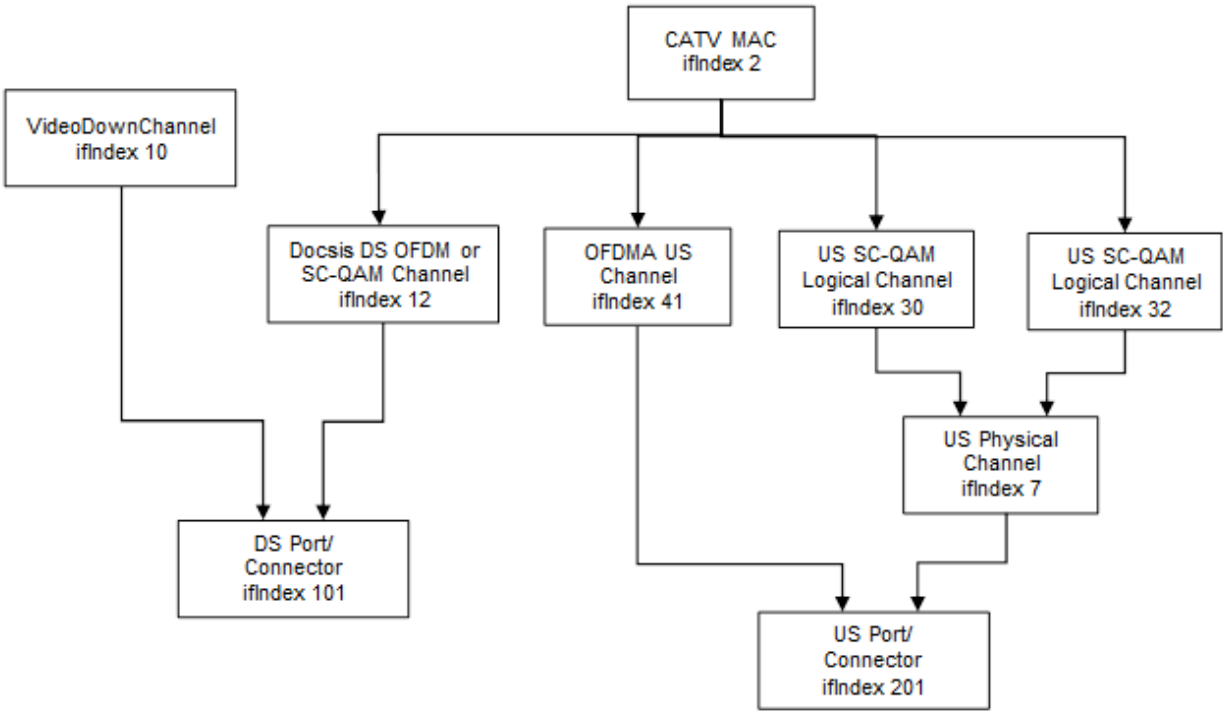 CATV MAC
ifIndex 2
VideoDownChannel
ifIndex 10
Docsis DS OFDM or
SC-QAM Channel
ifIndex 12
OFDMA US
Channel
ifIndex 41
US SC-QAM
Logical Channel
ifIndex 30
US SC-QAM
Logical Channel
ifIndex 32
US Physical
Channel
ifIndex 7
DS Port/
Connector
ifIndex 101
US Port/
Connector
ifIndex 201